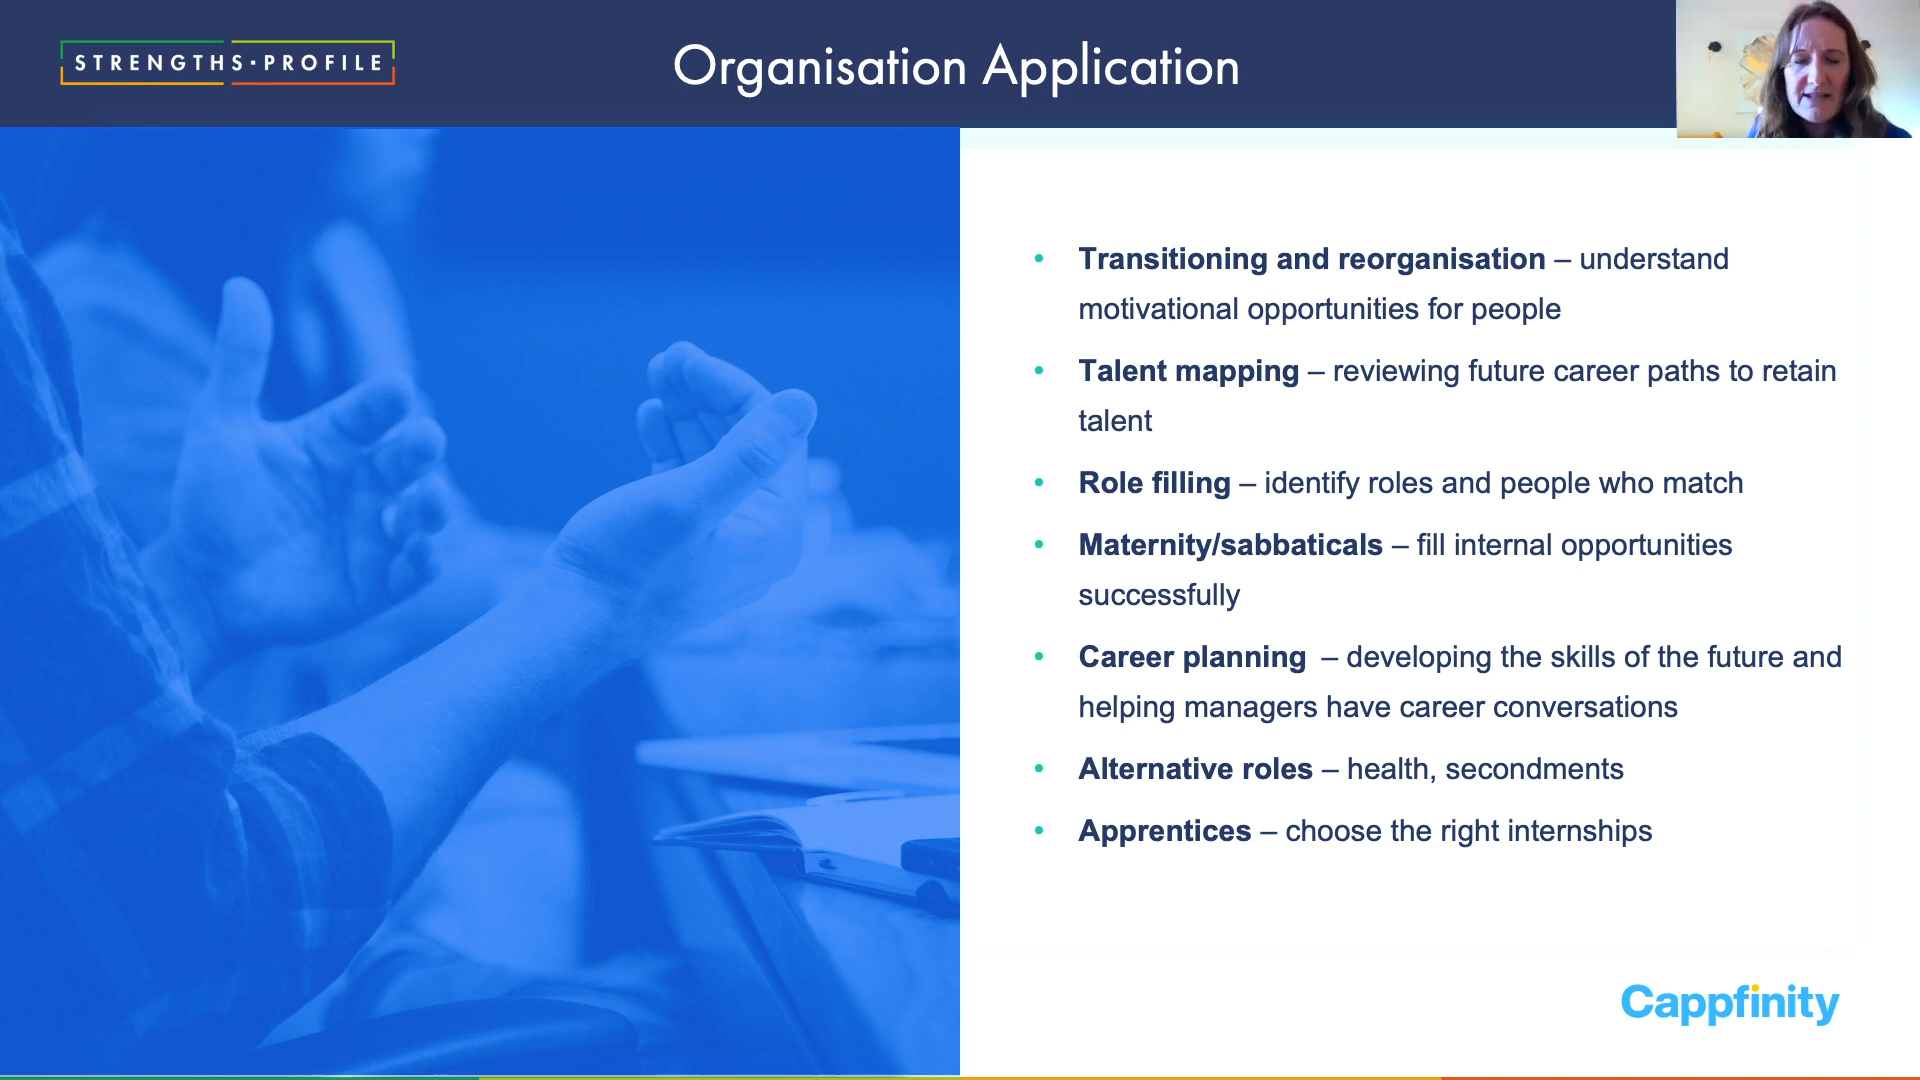 STRENGTHS·PROFILE
Organisation Application
• Transitioning and reorganisation – understand
motivational opportunities for people
• Talent mapping – reviewing future career paths to retain
talent
• Role filling – identify roles and people who match
• Maternity/sabbaticals – fill internal opportunities
successfully
• Career planning – developing the skills of the future and
helping managers have career conversations
• Alternative roles – health, secondments
• Apprentices – choose the right internships
Cappfinity